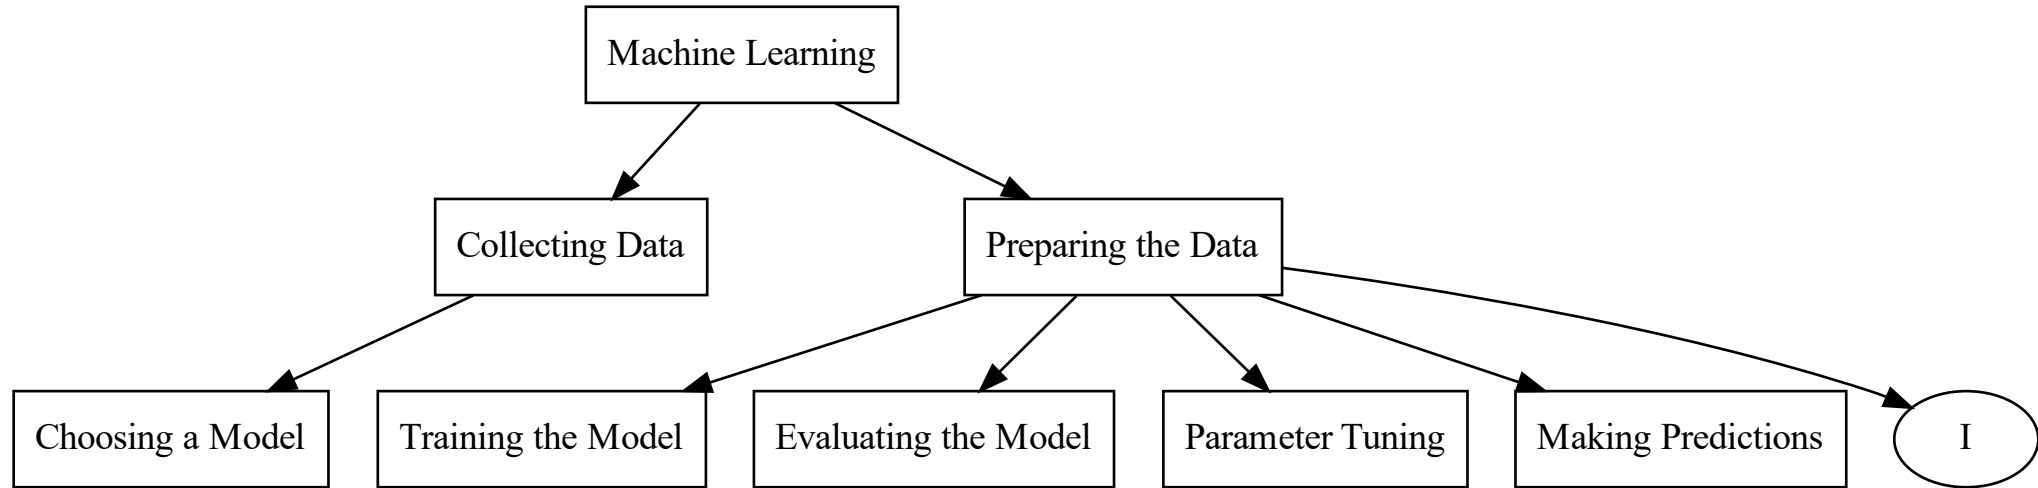 Machine Learning
Collecting Data
Preparing the Data
Choosing a Model
Training the Model
Evaluating the Model
Parameter Tuning
Making Predictions
I